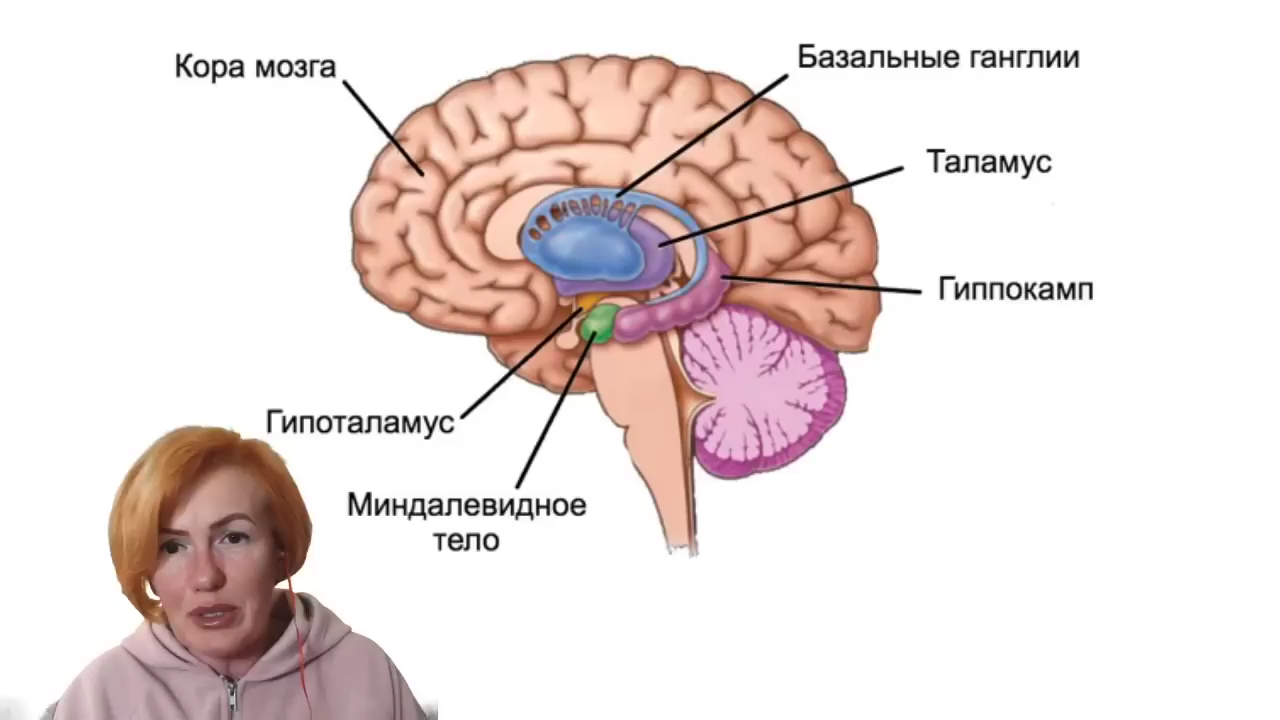 Кора мозга
Базальные ганглии
Таламус
Гиппокамп
Гипоталамус
Миндалевидное
тело